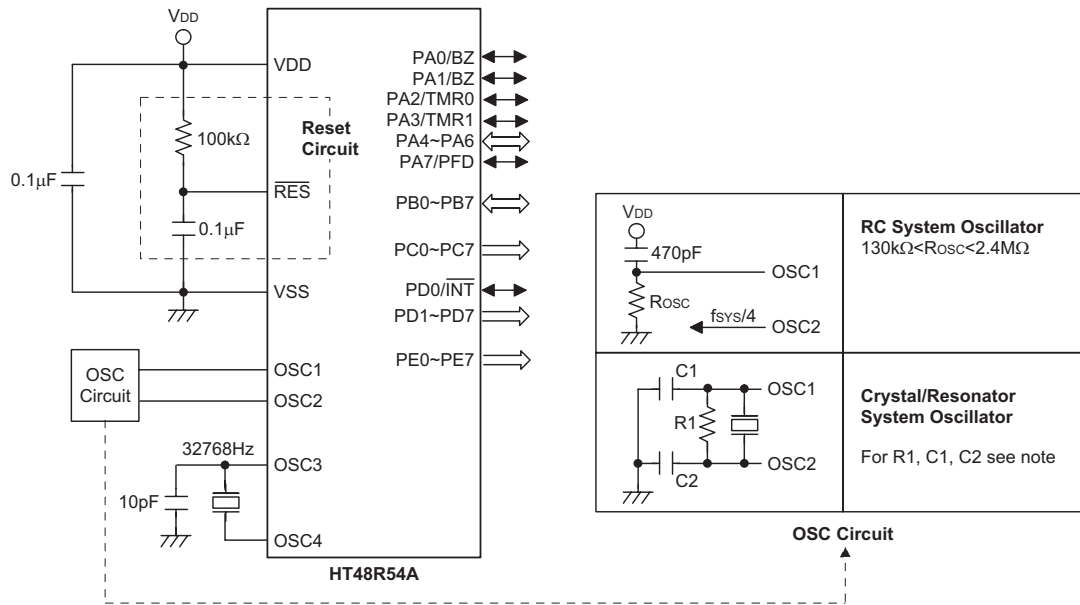 VDD
VDD
100kΩ
Reset
Circuit
0.1μF
R̅E̅S̅
0.1μF
VSS
OSC
Circuit
OSC1
OSC2
32768Hz
OSC3
10pF
OSC4
PA0/BZ
PA1/BZ
PA2/TMR0
PA3/TMR1
PA4~PA6
PA7/PFD
PB0~PB7
PC0~PC7
PD0/I̅N̅T̅
PD1~PD7
PE0~PE7
HT48R54A
VDD
470pF
OSC1
ROSC
fSYS/4
OSC2
RC System Oscillator
130kΩ<ROSC<2.4MΩ
C1
OSC1
R1
OSC2
C2
Crystal/Resonator
System Oscillator
For R1, C1, C2 see note
OSC Circuit